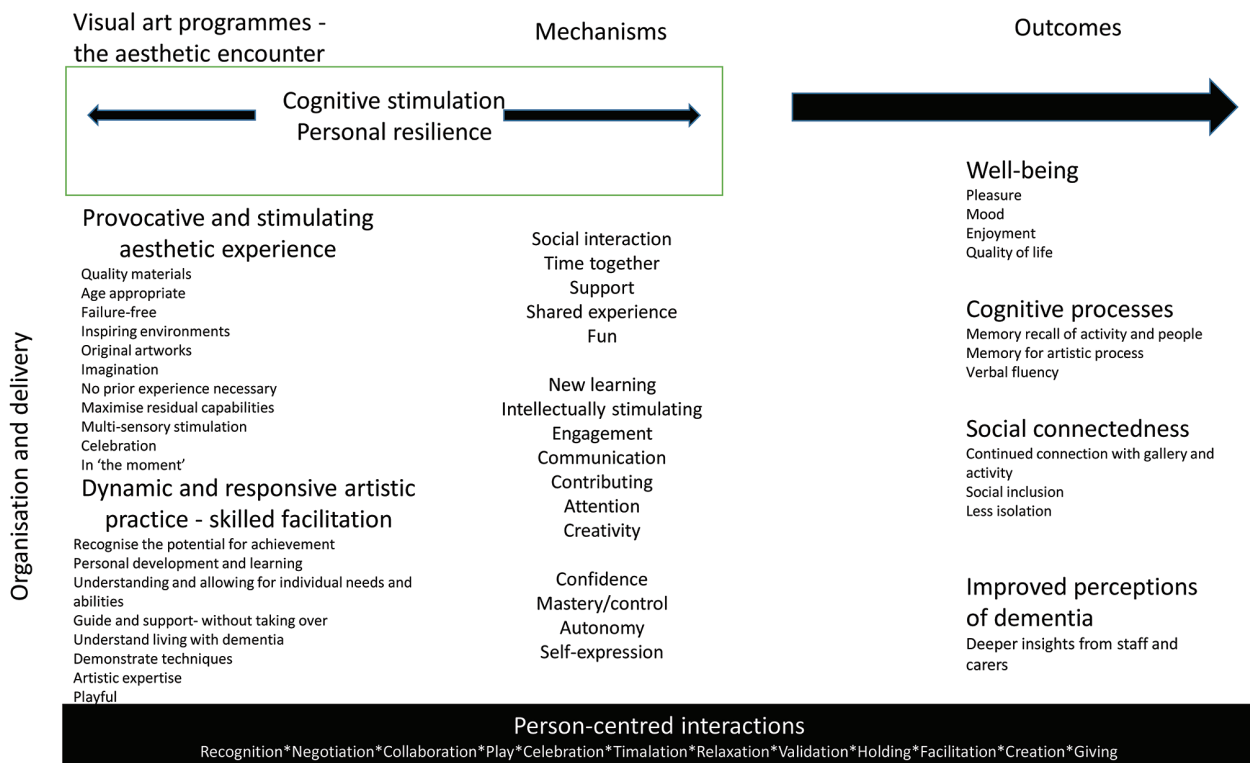 Visual art programmes -
the aesthetic encounter
Mechanisms
Outcomes
Cognitive stimulation
Personal resilience
Organisation and delivery
Provocative and stimulating
aesthetic experience
Quality materials
Age appropriate
Failure-free
Inspiring environments
Original artworks
Imagination
No prior experience necessary
Maximise residual capabilities
Multi-sensory stimulation
Celebration
In ‘the moment’
Dynamic and responsive artistic
practice - skilled facilitation
Recognise the potential for achievement
Personal development and learning
Understanding and allowing for individual needs and
abilities
Guide and support- without taking over
Understand living with dementia
Demonstrate techniques
Artistic expertise
Playful
Social interaction
Time together
Support
Shared experience
Fun
New learning
Intellectually stimulating
Engagement
Communication
Contributing
Attention
Creativity
Confidence
Mastery/control
Autonomy
Self-expression
Well-being
Pleasure
Mood
Enjoyment
Quality of life
Cognitive processes
Memory recall of activity and people
Memory for artistic process
Verbal fluency
Social connectedness
Continued connection with gallery and
activity
Social inclusion
Less isolation
Improved perceptions
of dementia
Deeper insights from staff and
carers
Person-centred interactions
Recognition*Negotiation*Collaboration*Play*Celebration*Timalation*Relaxation*Validation*Holding*Facilitation*Creation*Giving